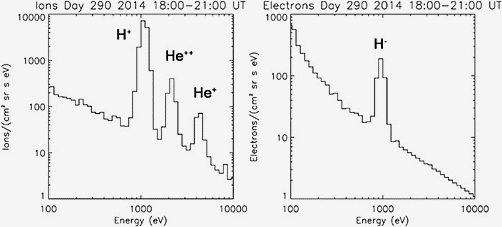 Ions Day 290 2014 18:00-21:00 UT
Electrons Day 290 2014 18:00-21:00 UT
10000
1000
100
10
1
Ions/(cm² sr s eV)
H⁺
He⁺⁺
He⁺
100
1000
10000
Energy (eV)
1000
100
10
1
Electrons/(cm² sr s eV)
H⁻
100
1000
10000
Energy (eV)